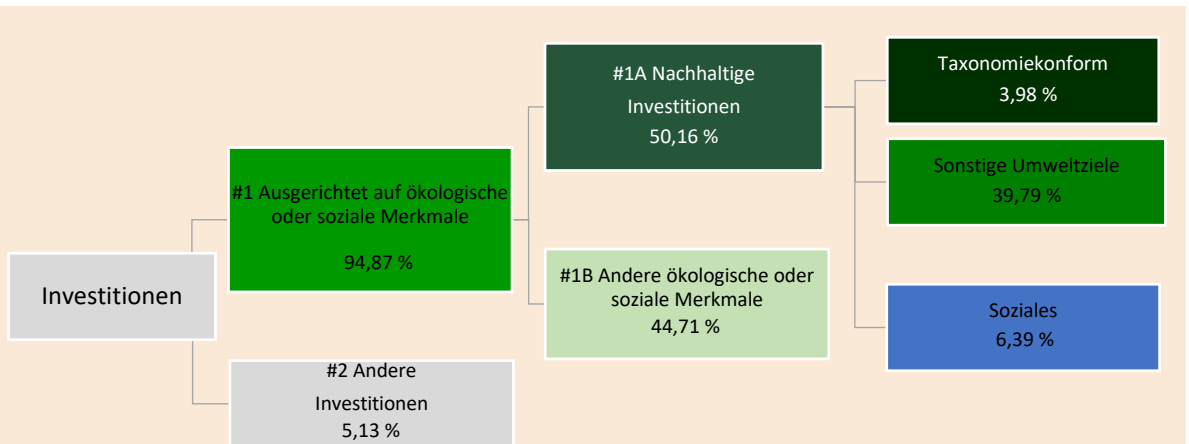 Investitionen
#1 Ausgerichtet auf ökologische
oder soziale Merkmale
94,87 %
#2 Andere
Investitionen
5,13 %
#1A Nachhaltige
Investitionen
50,16 %
#1B Andere ökologische oder
soziale Merkmale
44,71 %
Taxonomiekonform
3,98 %
Sonstige Umweltziele
39,79 %
Soziales
6,39 %